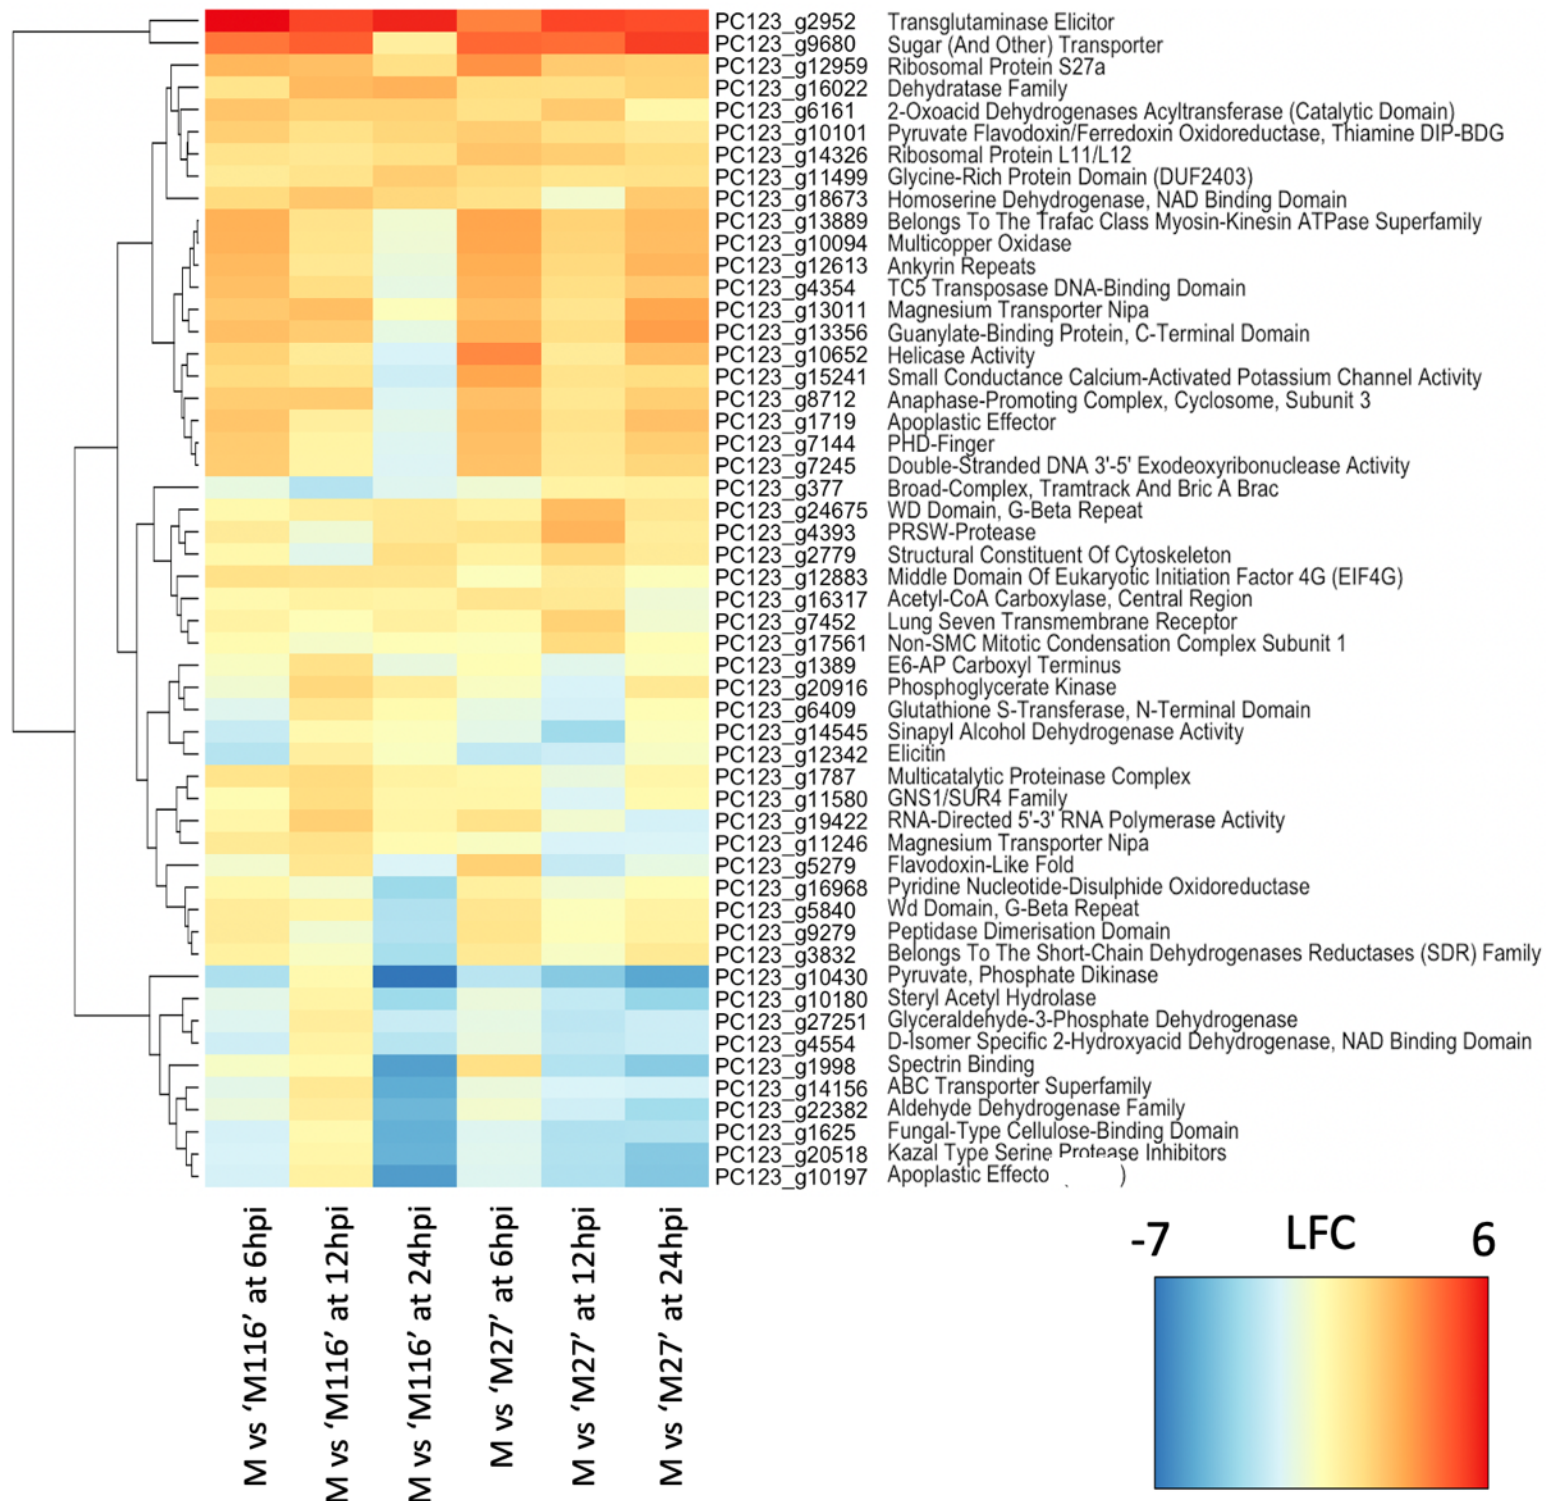 PC123_g2952 Transglutaminase Elicitor
PC123_g9680 Sugar (And Other) Transporter
PC123_g12959 Ribosomal Protein S27a
PC123_g16022 Dehydratase Family
PC123_g6161 2-Oxoacid Dehydrogenases Acyltransferase (Catalytic Domain)
PC123_g10101 Pyruvate Flavodoxin/Ferredoxin Oxidoreductase, Thiamine DIP-BDG
PC123_g14326 Ribosomal Protein L11/L12
PC123_g11499 Glycine-Rich Protein Domain (DUF2403)
PC123_g18673 Homoserine Dehydrogenase, NAD Binding Domain
PC123_g13889 Belongs To The Trafac Class Myosin-Kinesin ATPase Superfamily
PC123_g10094 Multicopper Oxidase
PC123_g12613 Ankyrin Repeats
PC123_g4354 TC5 Transposase DNA-Binding Domain
PC123_g13011 Magnesium Transporter Nipa
PC123_g13356 Guanylate-Binding Protein, C-Terminal Domain
PC123_g10652 Helicase Activity
PC123_g15241 Small Conductance Calcium-Activated Potassium Channel Activity
PC123_g8712 Anaphase-Promoting Complex, Cyclosome, Subunit 3
PC123_g1719 Apoplastic Effector
PC123_g7144 PHD-Finger
PC123_g7245 Double-Stranded DNA 3'-5' Exodeoxyribonuclease Activity
PC123_g377 Broad-Complex, Tramtrack And Bric A Brac
PC123_g24675 WD Domain, G-Beta Repeat
PC123_g4393 PRSW-Protease
PC123_g2779 Structural Constituent Of Cytoskeleton
PC123_g12883 Middle Domain Of Eukaryotic Initiation Factor 4G (EIF4G)
PC123_g16317 Acetyl-CoA Carboxylase, Central Region
PC123_g7452 Lung Seven Transmembrane Receptor
PC123_g17561 Non-SMC Mitotic Condensation Complex Subunit 1
PC123_g1389 E6-AP Carboxyl Terminus
PC123_g20916 Phosphoglycerate Kinase
PC123_g6409 Glutathione S-Transferase, N-Terminal Domain
PC123_g14545 Sinapyl Alcohol Dehydrogenase Activity
PC123_g12342 Elicitin
PC123_g1787 Multicatalytic Proteinase Complex
PC123_g11580 GNS1/SUR4 Family
PC123_g19422 RNA-Directed 5'-3' RNA Polymerase Activity
PC123_g11246 Magnesium Transporter Nipa
PC123_g5279 Flavodoxin-Like Fold
PC123_g16968 Pyridine Nucleotide-Disulphide Oxidoreductase
PC123_g5840 Wd Domain, G-Beta Repeat
PC123_g9279 Peptidase Dimerisation Domain
PC123_g3832 Belongs To The Short-Chain Dehydrogenases Reductases (SDR) Family
PC123_g10430 Pyruvate, Phosphate Dikinase
PC123_g10180 Steryl Acetyl Hydrolase
PC123_g27251 Glyceraldehyde-3-Phosphate Dehydrogenase
PC123_g4554 D-Isomer Specific 2-Hydroxyacid Dehydrogenase, NAD Binding Domain
PC123_g1998 Spectrin Binding
PC123_g14156 ABC Transporter Superfamily
PC123_g22382 Aldehyde Dehydrogenase Family
PC123_g1625 Fungal-Type Cellulose-Binding Domain
PC123_g20518 Kazal Type Serine Protease Inhibitors
PC123_g10197 Apoplastic Effecto )
M vs ‘M116’ at 6hpi
M vs ‘M116’ at 12hpi
M vs ‘M116’ at 24hpi
M vs ‘M27’ at 6hpi
M vs ‘M27’ at 12hpi
M vs ‘M27’ at 24hpi
-7 LFC 6